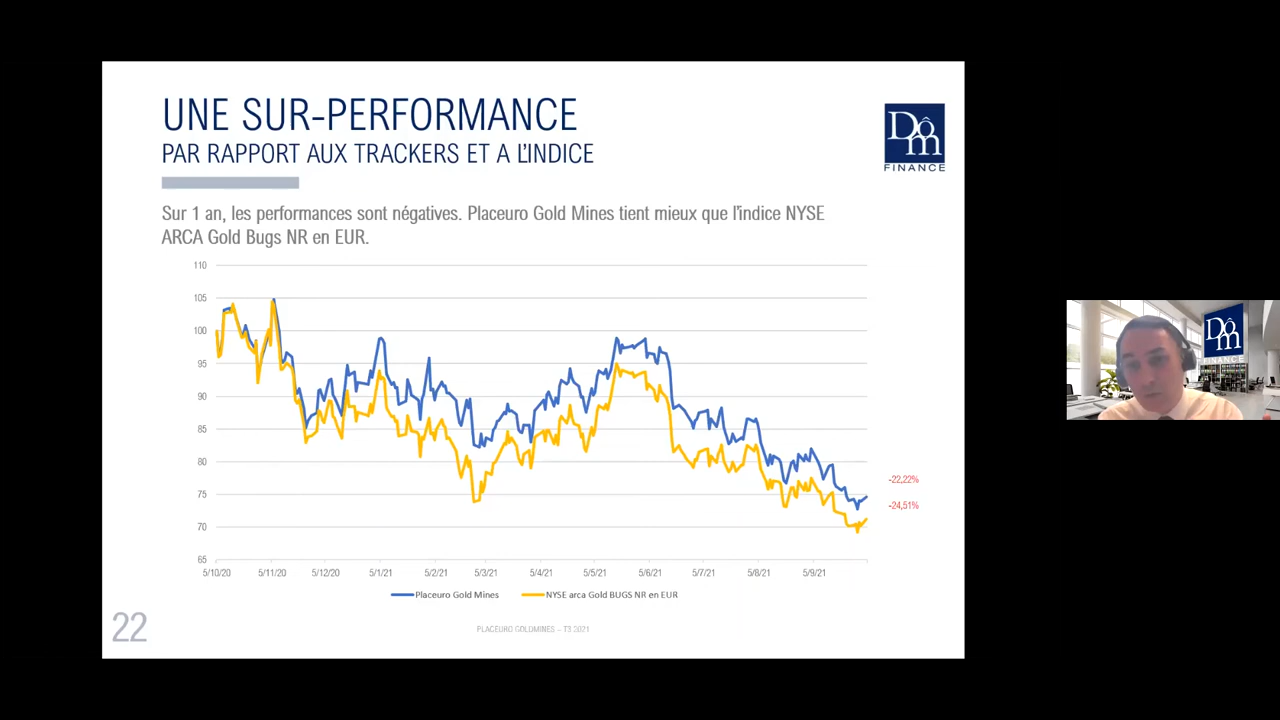 UNE SUR-PERFORMANCE
PAR RAPPORT AUX TRACKERS ET A L'INDICE
Dôm
FINANCE
Sur 1 an, les performances sont négatives. Placeuro Gold Mines tient mieux que l'indice NYSE
ARCA Gold Bugs NR en EUR.
110
105
100
95
90
85
80
75
70
65
5/10/20 5/11/20 5/12/20 5/1/21 5/2/21 5/3/21 5/4/21 5/5/21 5/6/21 5/7/21 5/8/21 5/9/21
-22,22%
-24,51%
Placeuro Gold Mines NYSE arca Gold BUGS NR en EUR
22
PLACEURO GOLDMINES – T3 2021
Dôm
FINANCE